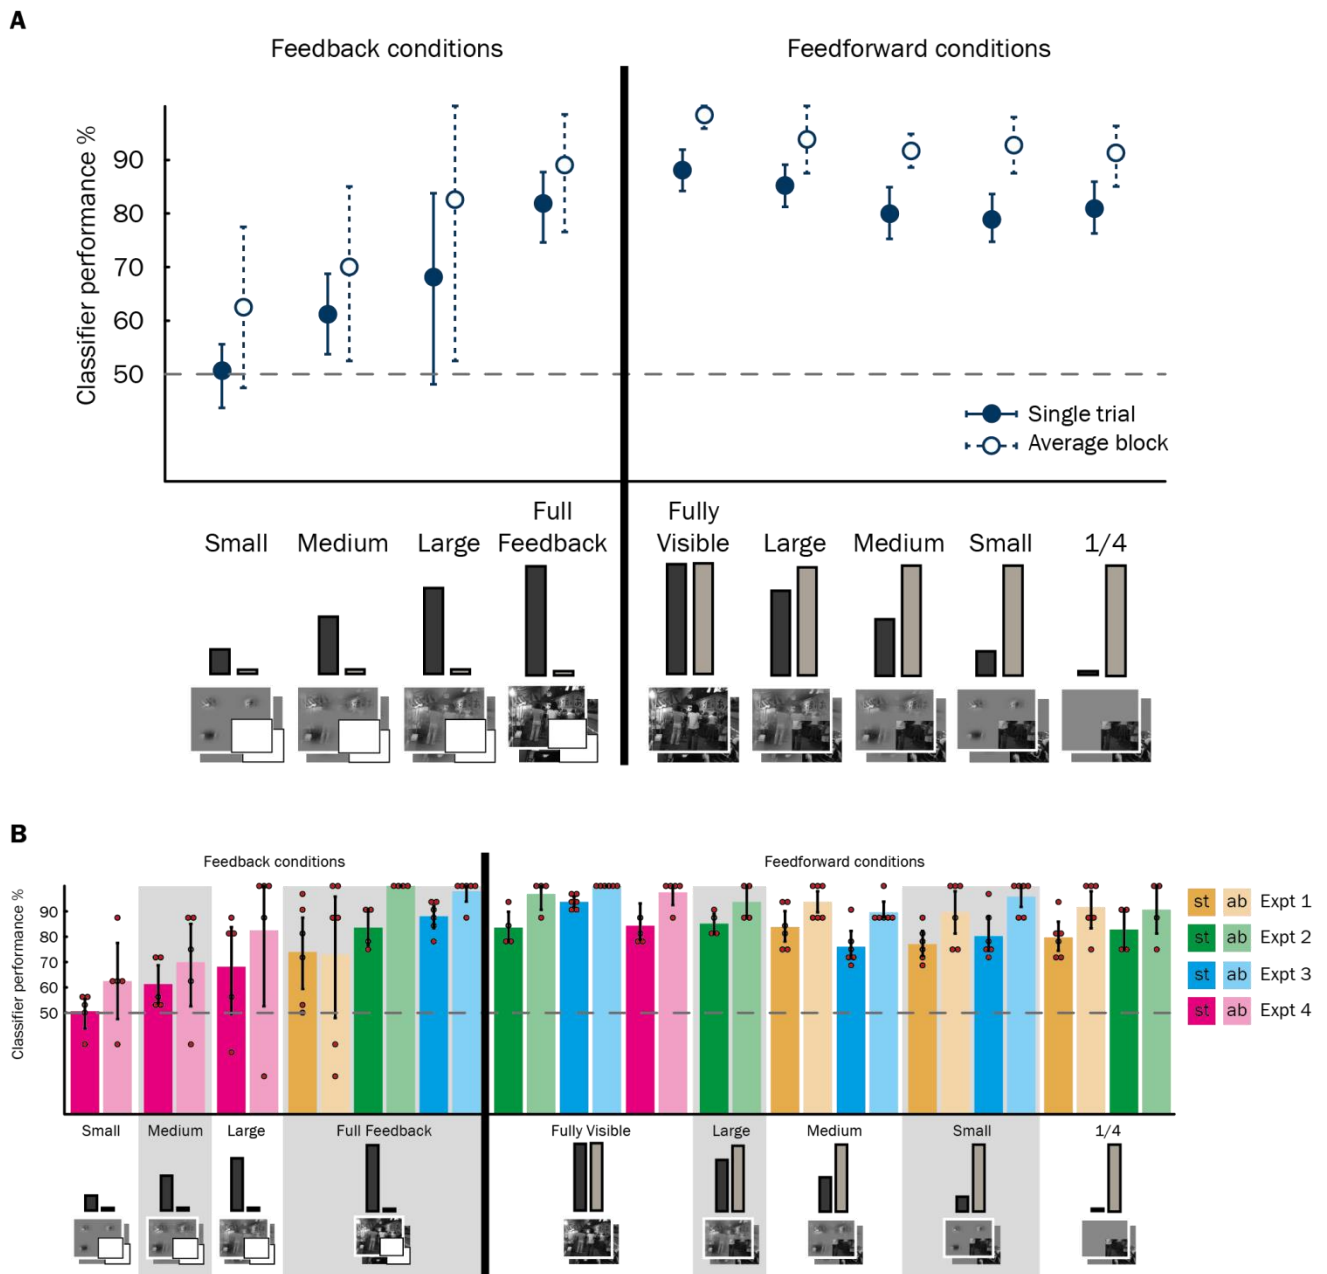 A
Feedback conditions
Feedforward conditions
Classifier performance %
90
80
70
60
50
Single trial
Average block
Small
Medium
Large
Full
Feedback
Fully
Visible
Large
Medium
Small
1/4
B
Feedback conditions
Feedforward conditions
Classifier performance %
90
80
70
60
50
st ab Expt 1
st ab Expt 2
st ab Expt 3
st ab Expt 4
Small
Medium
Large
Full Feedback
Fully Visible
Large
Medium
Small
1/4